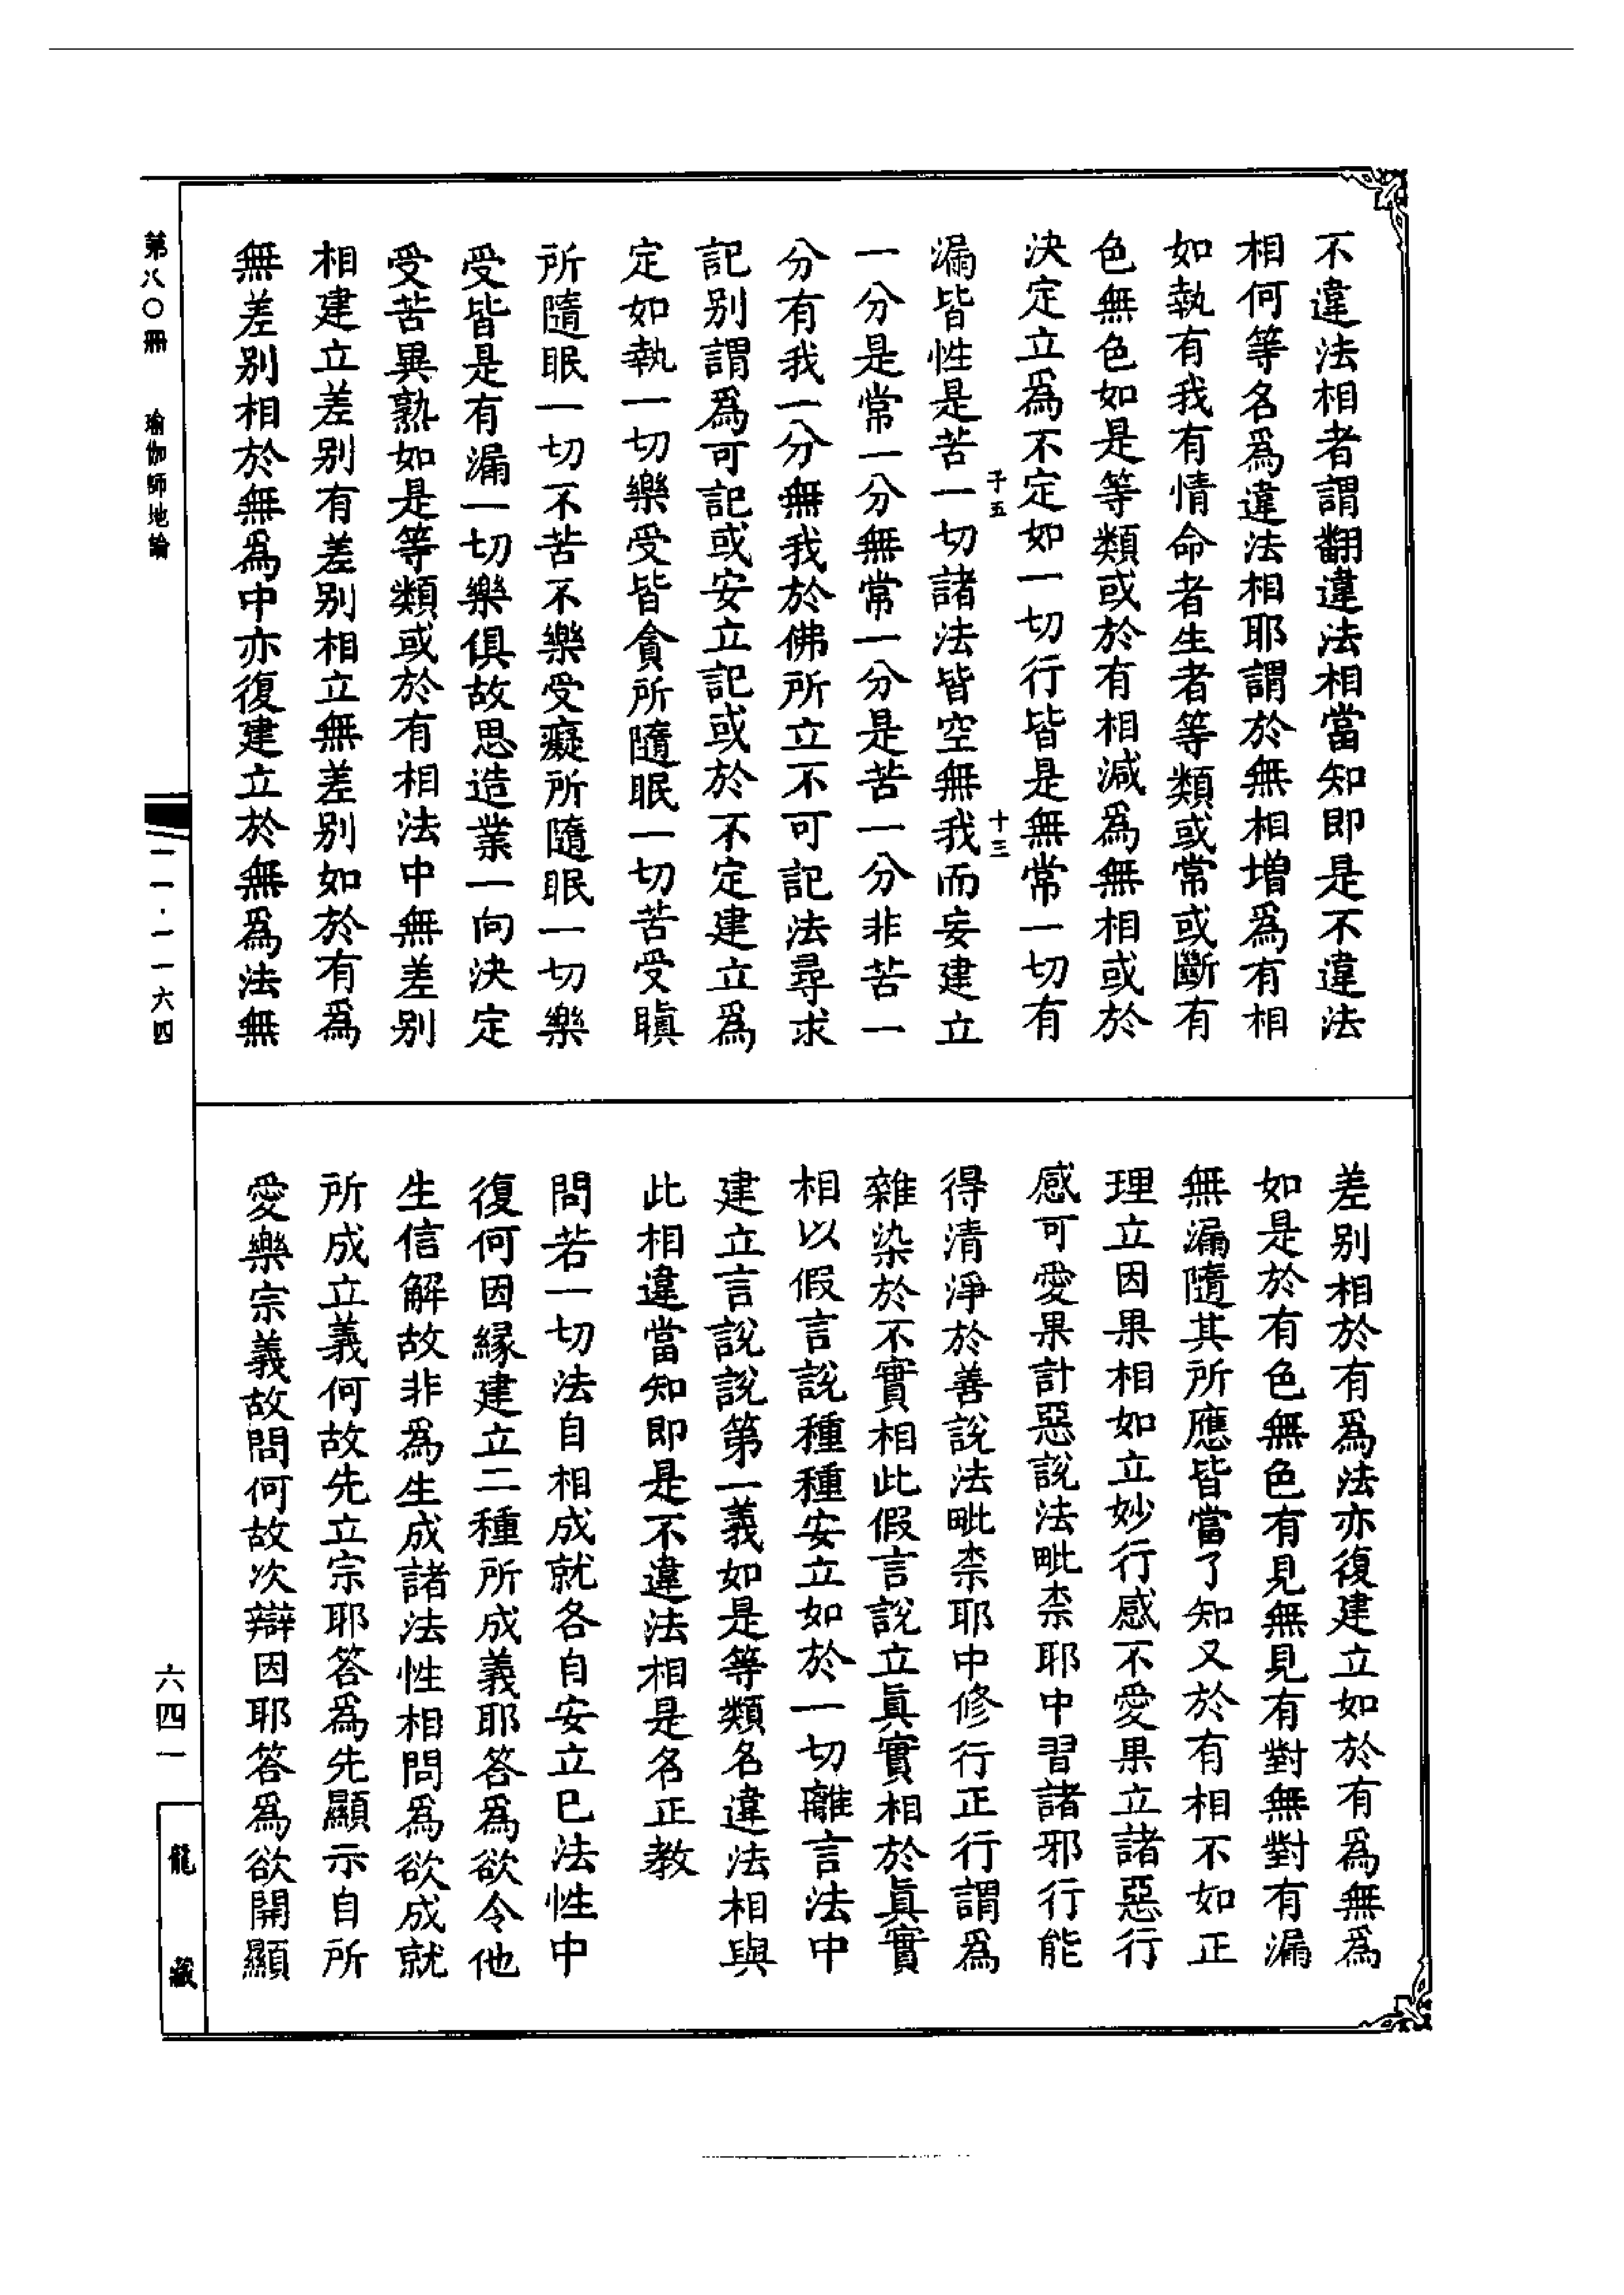 不違法相者謂翻違法相當知即是不違法
相何等名爲違法相耶謂於無相增爲有相
如執有我有情命者生者等類或常或斷有
色無色如是等類或於有相減爲無相或於
決定立爲不定如一切行皆是無常一切有
子五 十三
漏皆性是苦一切諸法皆空無我而妄建立
一分是常一分無常一分是苦一分非苦一
分有我一分無我於佛所立不可記法尋求
記别謂爲可記或安立記或於不定建立爲
定如執一切樂受皆貪所隨眠一切苦受瞋
所隨眠一切不苦不樂受癡所隨眠一切樂
受皆是有漏一切樂俱故思造業一向決定
受苦異熟如是等類或於有相法中無差别
相建立差别有差别相立無差别如於有爲
無差别相於無爲中亦復建立於無爲法無
差别相於有爲法亦復建立如於有爲無爲
如是於有色無色有見無見有對無對有漏
無漏隨其所應皆當了知又於有相不如正
理立因果相如立妙行感不愛果立諸惡行
感可愛果計惡說法毗柰耶中習諸邪行能
得清淨於善說法毗柰耶中修行正行謂爲
雜染於不實相此假言說立眞實相於眞實
相以假言說種種安立如於一切離言法中
建立言說說第一義如是等類名違法相與
此相違當知即是不違法相是名正教
問若一切法自相成就各自安立已法性中
復何因緣建立二種所成義耶答爲欲令他
生信解故非爲生成諸法性相問爲欲成就
所成立義何故先立宗耶答爲先顯示自所
愛樂宗義故問何故次辯因耶答爲欲開顯
第八〇冊 瑜伽師地論 一一·一一六四 六四一 龍藏